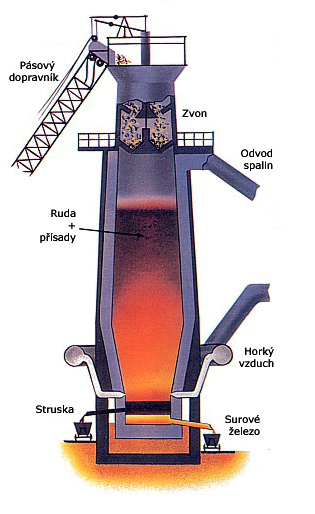 Pásový
dopravník
Zvon
Odvod
spalin
Ruda
+
přísady
Horký
vzduch
Struska
Surové
železo